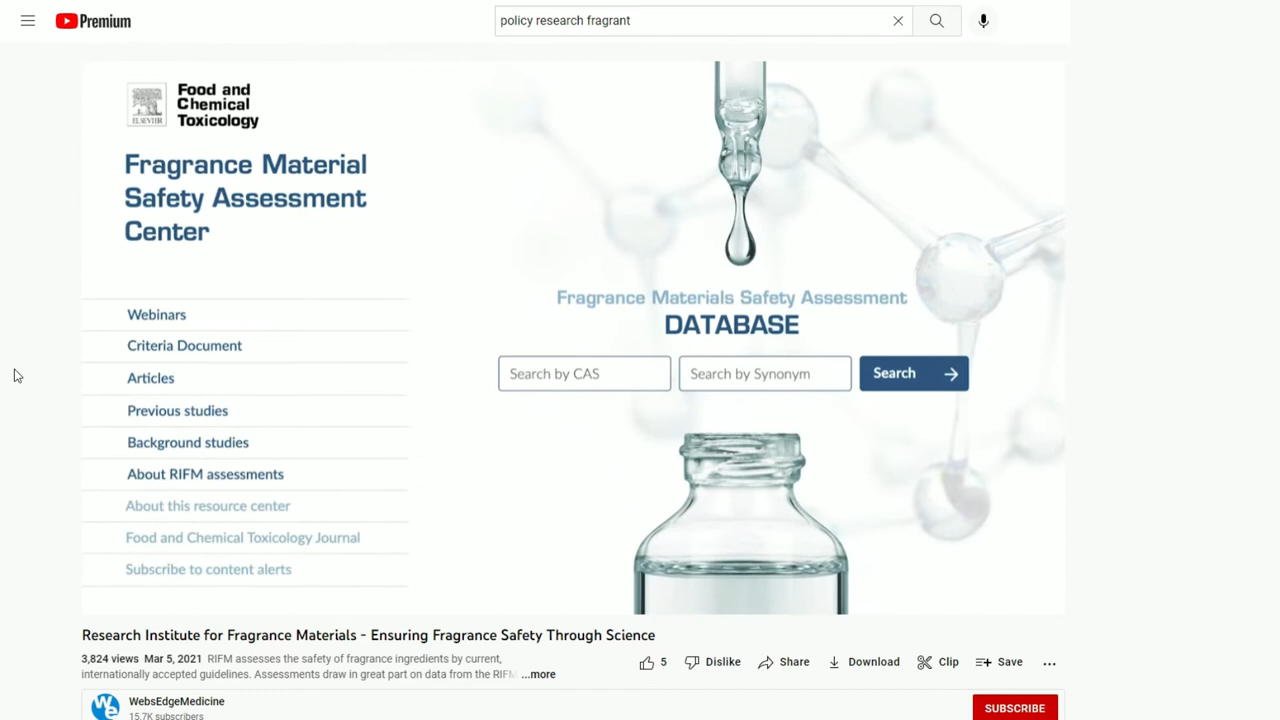 Premium
policy research fragrant
ELSEVIER
Food and
Chemical
Toxicology
Fragrance Material
Safety Assessment
Center
Webinars
Criteria Document
Articles
Previous studies
Background studies
About RIFM assessments
About this resource center
Food and Chemical Toxicology Journal
Subscribe to content alerts
Fragrance Materials Safety Assessment
DATABASE
Search by CAS
Search by Synonym
Search
Research Institute for Fragrance Materials - Ensuring Fragrance Safety Through Science
3,824 views Mar 5, 2021 RIFM assesses the safety of fragrance ingredients by current,
internationally accepted guidelines. Assessments draw in great part on data from the RIFM ...more
5 Dislike Share Download Clip Save
We
WebsEdgeMedicine
15.7K subscribers
SUBSCRIBE